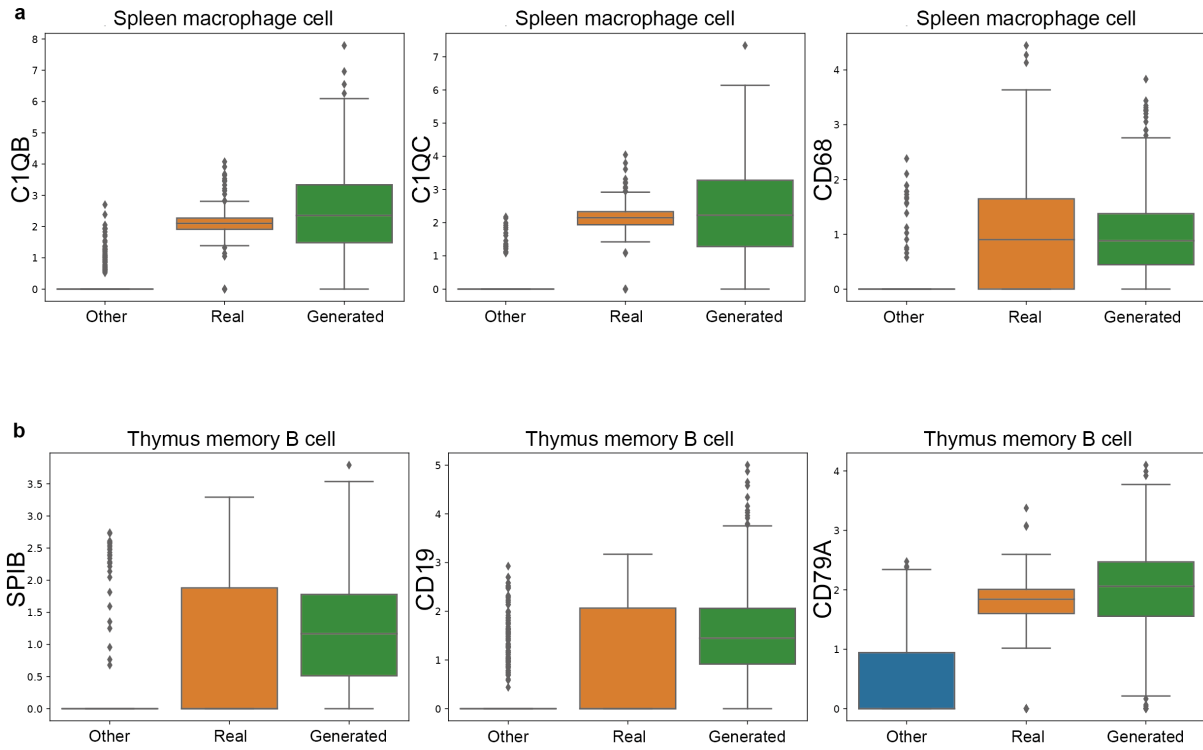 a
Spleen macrophage cell
Spleen macrophage cell
Spleen macrophage cell
C1QB
8
7
6
5
4
3
2
1
0
Other Real Generated
C1QC
7
6
5
4
3
2
1
0
Other Real Generated
CD68
4
3
2
1
0
Other Real Generated
b
Thymus memory B cell
Thymus memory B cell
Thymus memory B cell
SPIB
3.5
3.0
2.5
2.0
1.5
1.0
0.5
0.0
Other Real Generated
CD19
5
4
3
2
1
0
Other Real Generated
CD79A
4
3
2
1
0
Other Real Generated